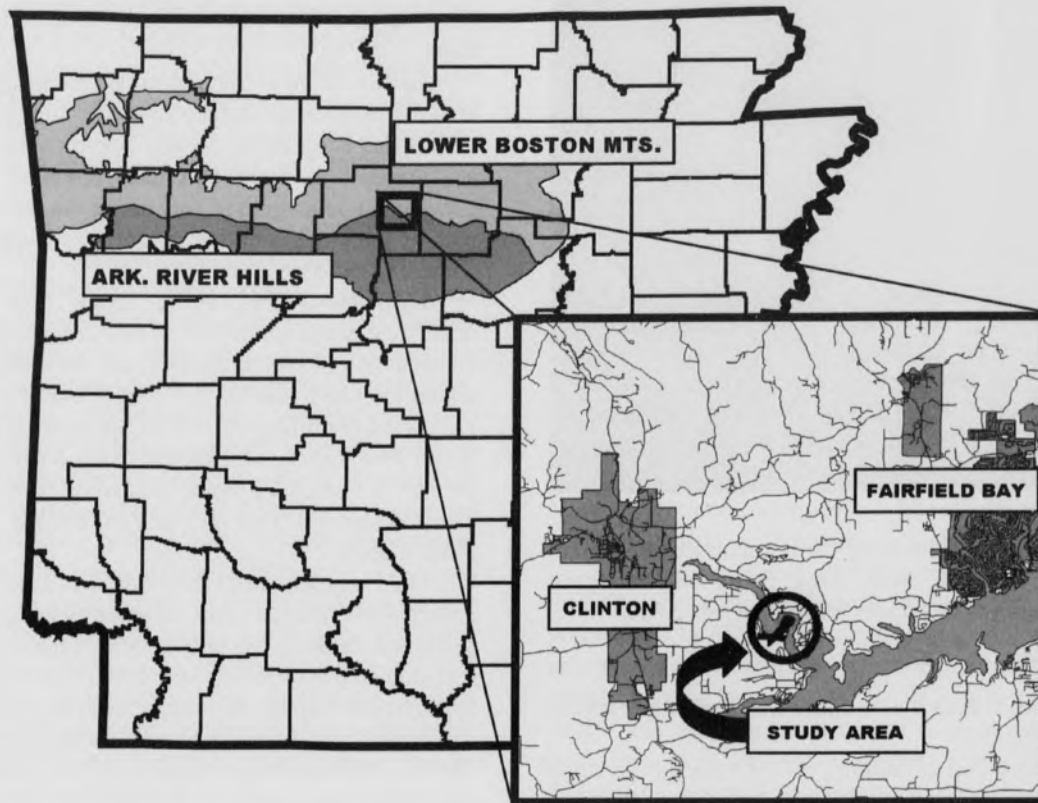 LOWER BOSTON MTS.
ARK. RIVER HILLS
FAIRFIELD BAY
CLINTON
STUDY AREA